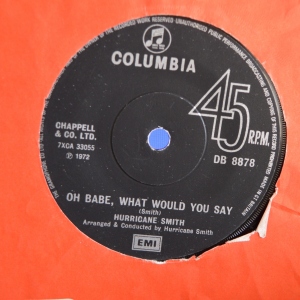 COLUMBIA
CHAPPELL
& CO. LTD.
7XCA 33055
℗ 1972
45
R.P.M.
DB 8878
OH BABE, WHAT WOULD YOU SAY
(Smith)
HURRICANE SMITH
Arranged & Conducted by Hurricane Smith
EMI